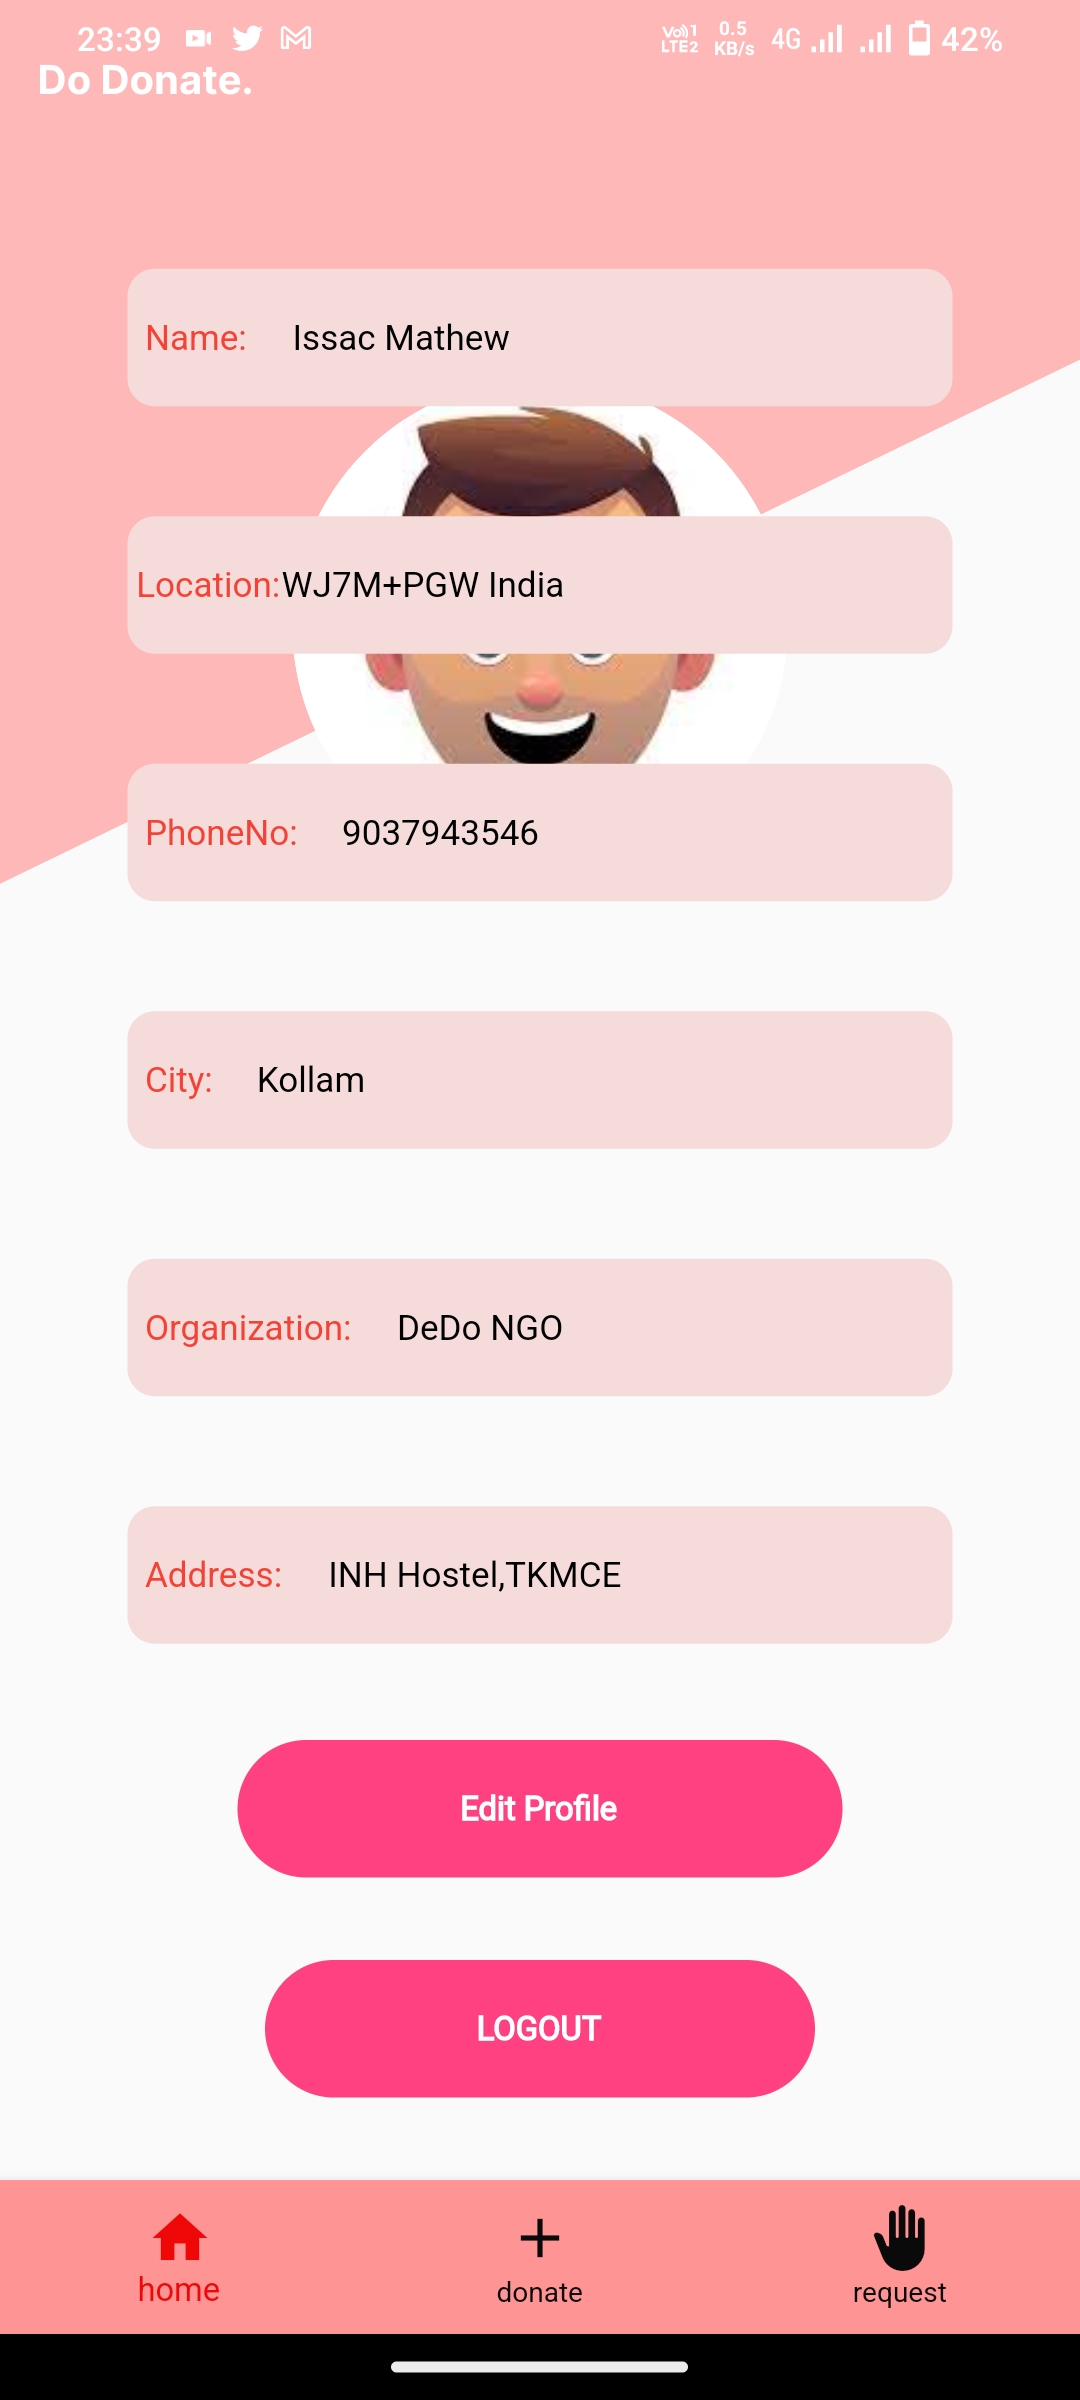 23:39 Vo))1 LTE2 0.5 KB/s 4G 42%
Do Donate.
Name: Issac Mathew
Location:WJ7M+PGW India
PhoneNo: 9037943546
City: Kollam
Organization: DeDo NGO
Address: INH Hostel,TKMCE
Edit Profile
LOGOUT
home donate request